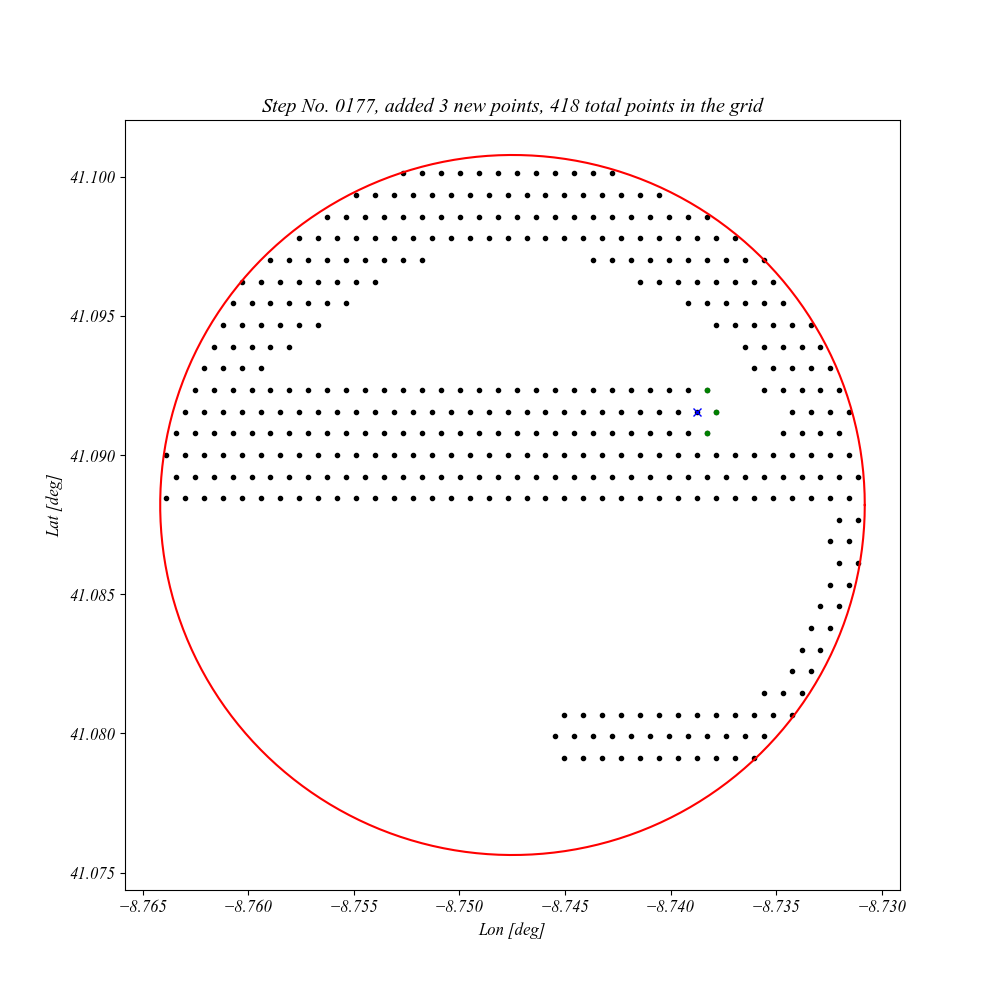 Step No. 0177, added 3 new points, 418 total points in the grid
41.100
41.095
41.090
41.085
41.080
41.075
Lat [deg]
−8.765 −8.760 −8.755 −8.750 −8.745 −8.740 −8.735 −8.730
Lon [deg]